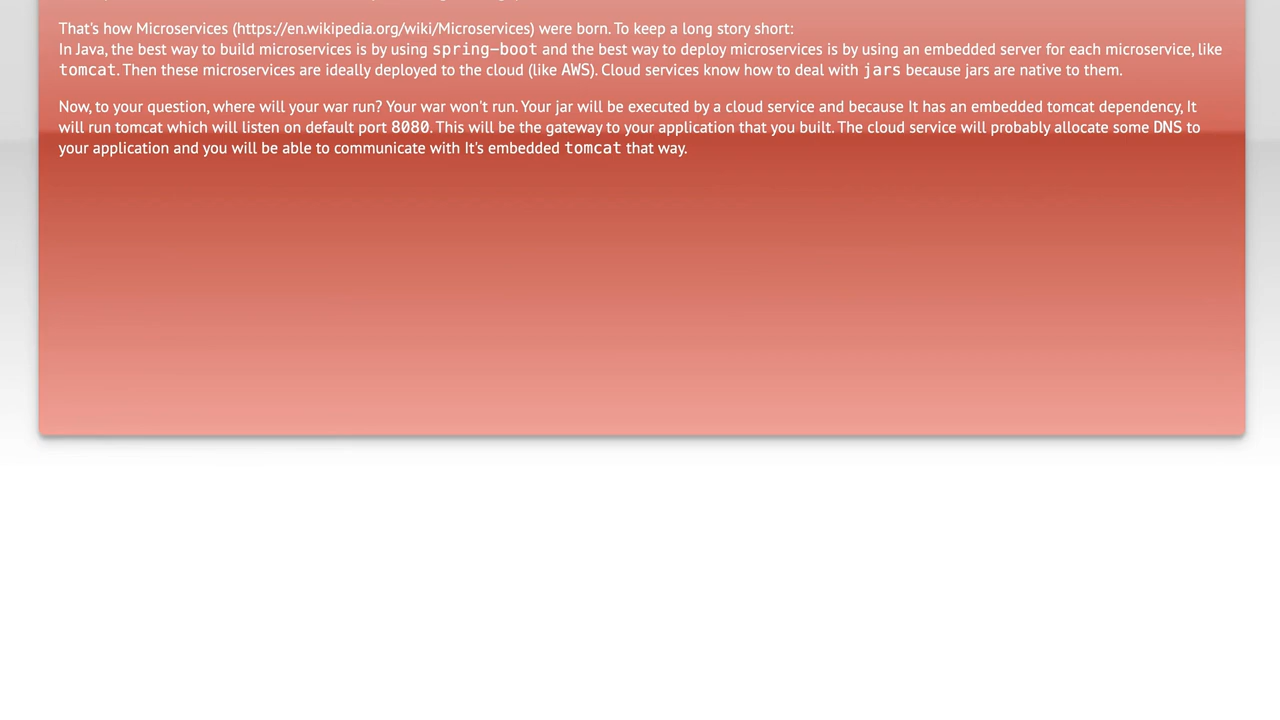 That's how Microservices (https://en.wikipedia.org/wiki/Microservices) were born. To keep a long story short:
In Java, the best way to build microservices is by using spring-boot and the best way to deploy microservices is by using an embedded server for each microservice, like
tomcat. Then these microservices are ideally deployed to the cloud (like AWS). Cloud services know how to deal with jars because jars are native to them.
Now, to your question, where will your war run? Your war won't run. Your jar will be executed by a cloud service and because It has an embedded tomcat dependency, It
will run tomcat which will listen on default port 8080. This will be the gateway to your application that you built. The cloud service will probably allocate some DNS to
your application and you will be able to communicate with It's embedded tomcat that way.